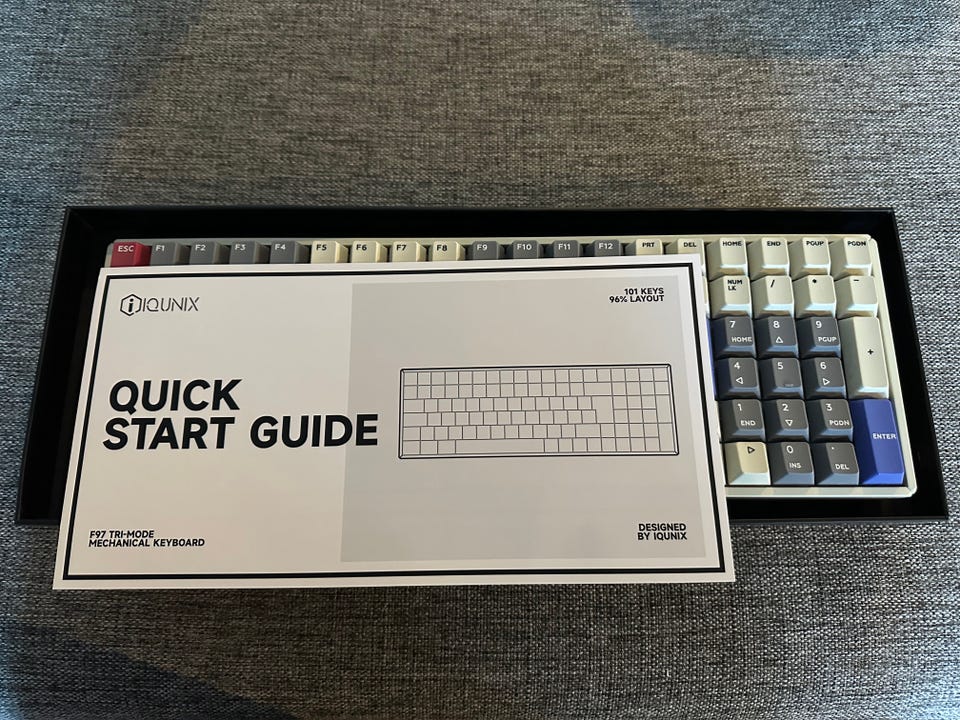 ESC F1 F2 F3 F4 F5 F6 F7 F8 F9 F10 F11 F12 PRT DEL HOME END PGUP PGDN
NUM LK / * -
7 HOME 8 9 PGUP +
4 5 6
1 END 2 3 PGDN ENTER
0 INS . DEL
IQUNIX
101 KEYS
96% LAYOUT
QUICK
START GUIDE
F97 TRI-MODE
MECHANICAL KEYBOARD
DESIGNED
BY IQUNIX